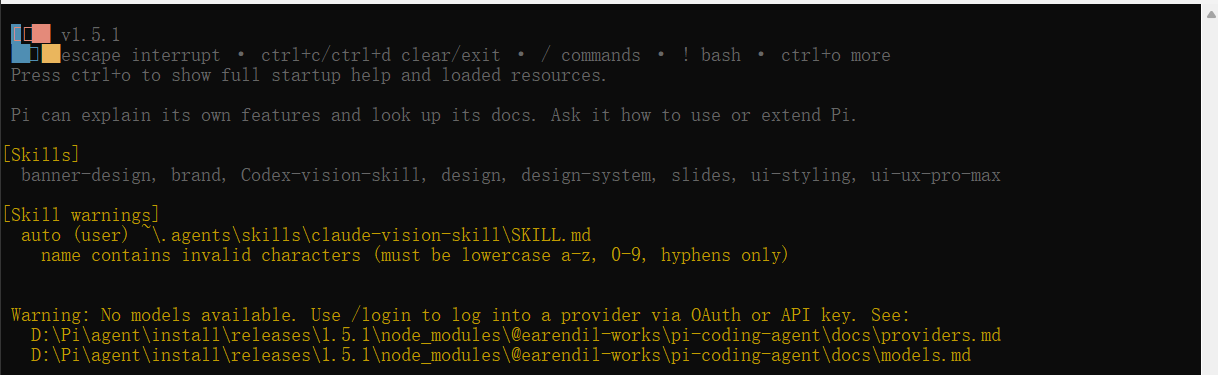 v1.5.1
escape interrupt • ctrl+c/ctrl+d clear/exit • / commands • ! bash • ctrl+o more
Press ctrl+o to show full startup help and loaded resources.
Pi can explain its own features and look up its docs. Ask it how to use or extend Pi.
[Skills]
banner-design, brand, Codex-vision-skill, design, design-system, slides, ui-styling, ui-ux-pro-max
[Skill warnings]
auto (user) ~\.agents\skills\claude-vision-skill\SKILL.md
name contains invalid characters (must be lowercase a-z, 0-9, hyphens only)
Warning: No models available. Use /login to log into a provider via OAuth or API key. See:
D:\Pi\agent\install\releases\1.5.1\node_modules\@earendil-works\pi-coding-agent\docs\providers.md
D:\Pi\agent\install\releases\1.5.1\node_modules\@earendil-works\pi-coding-agent\docs\models.md